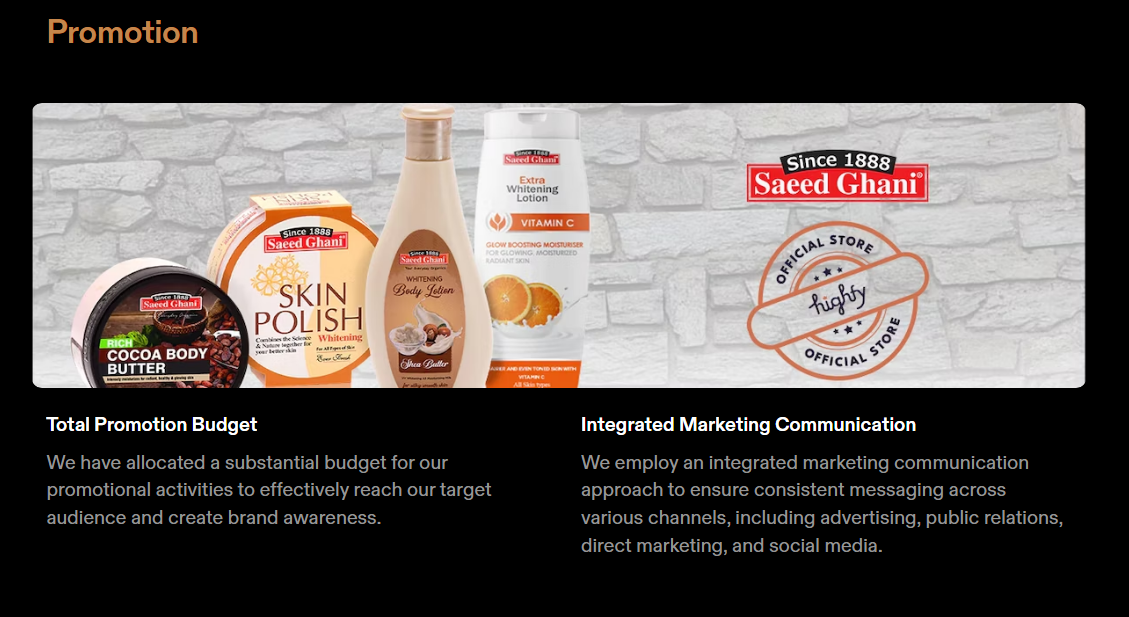 Promotion
Since 1888
Saeed Ghani
RICH
COCOA BODY
BUTTER
Since 1888
Saeed Ghani
SKIN
POLISH
Whitening
Combines the Science
& Nature together for
your better skin
For All Types of Skin
Ever Fresh
Saeed Ghani
WHITENING
Body Lotion
Shea Butter
Since 1888
Saeed Ghani
Extra
Whitening
Lotion
VITAMIN C
GLOW BOOSTING MOISTURISER
FOR GLOWING, MOISTURIZED
RADIANT SKIN
VITAMIN C
All Skin types
Since 1888
Saeed Ghani®
OFFICIAL STORE
highfy
OFFICIAL STORE
Total Promotion Budget
We have allocated a substantial budget for our
promotional activities to effectively reach our target
audience and create brand awareness.
Integrated Marketing Communication
We employ an integrated marketing communication
approach to ensure consistent messaging across
various channels, including advertising, public relations,
direct marketing, and social media.